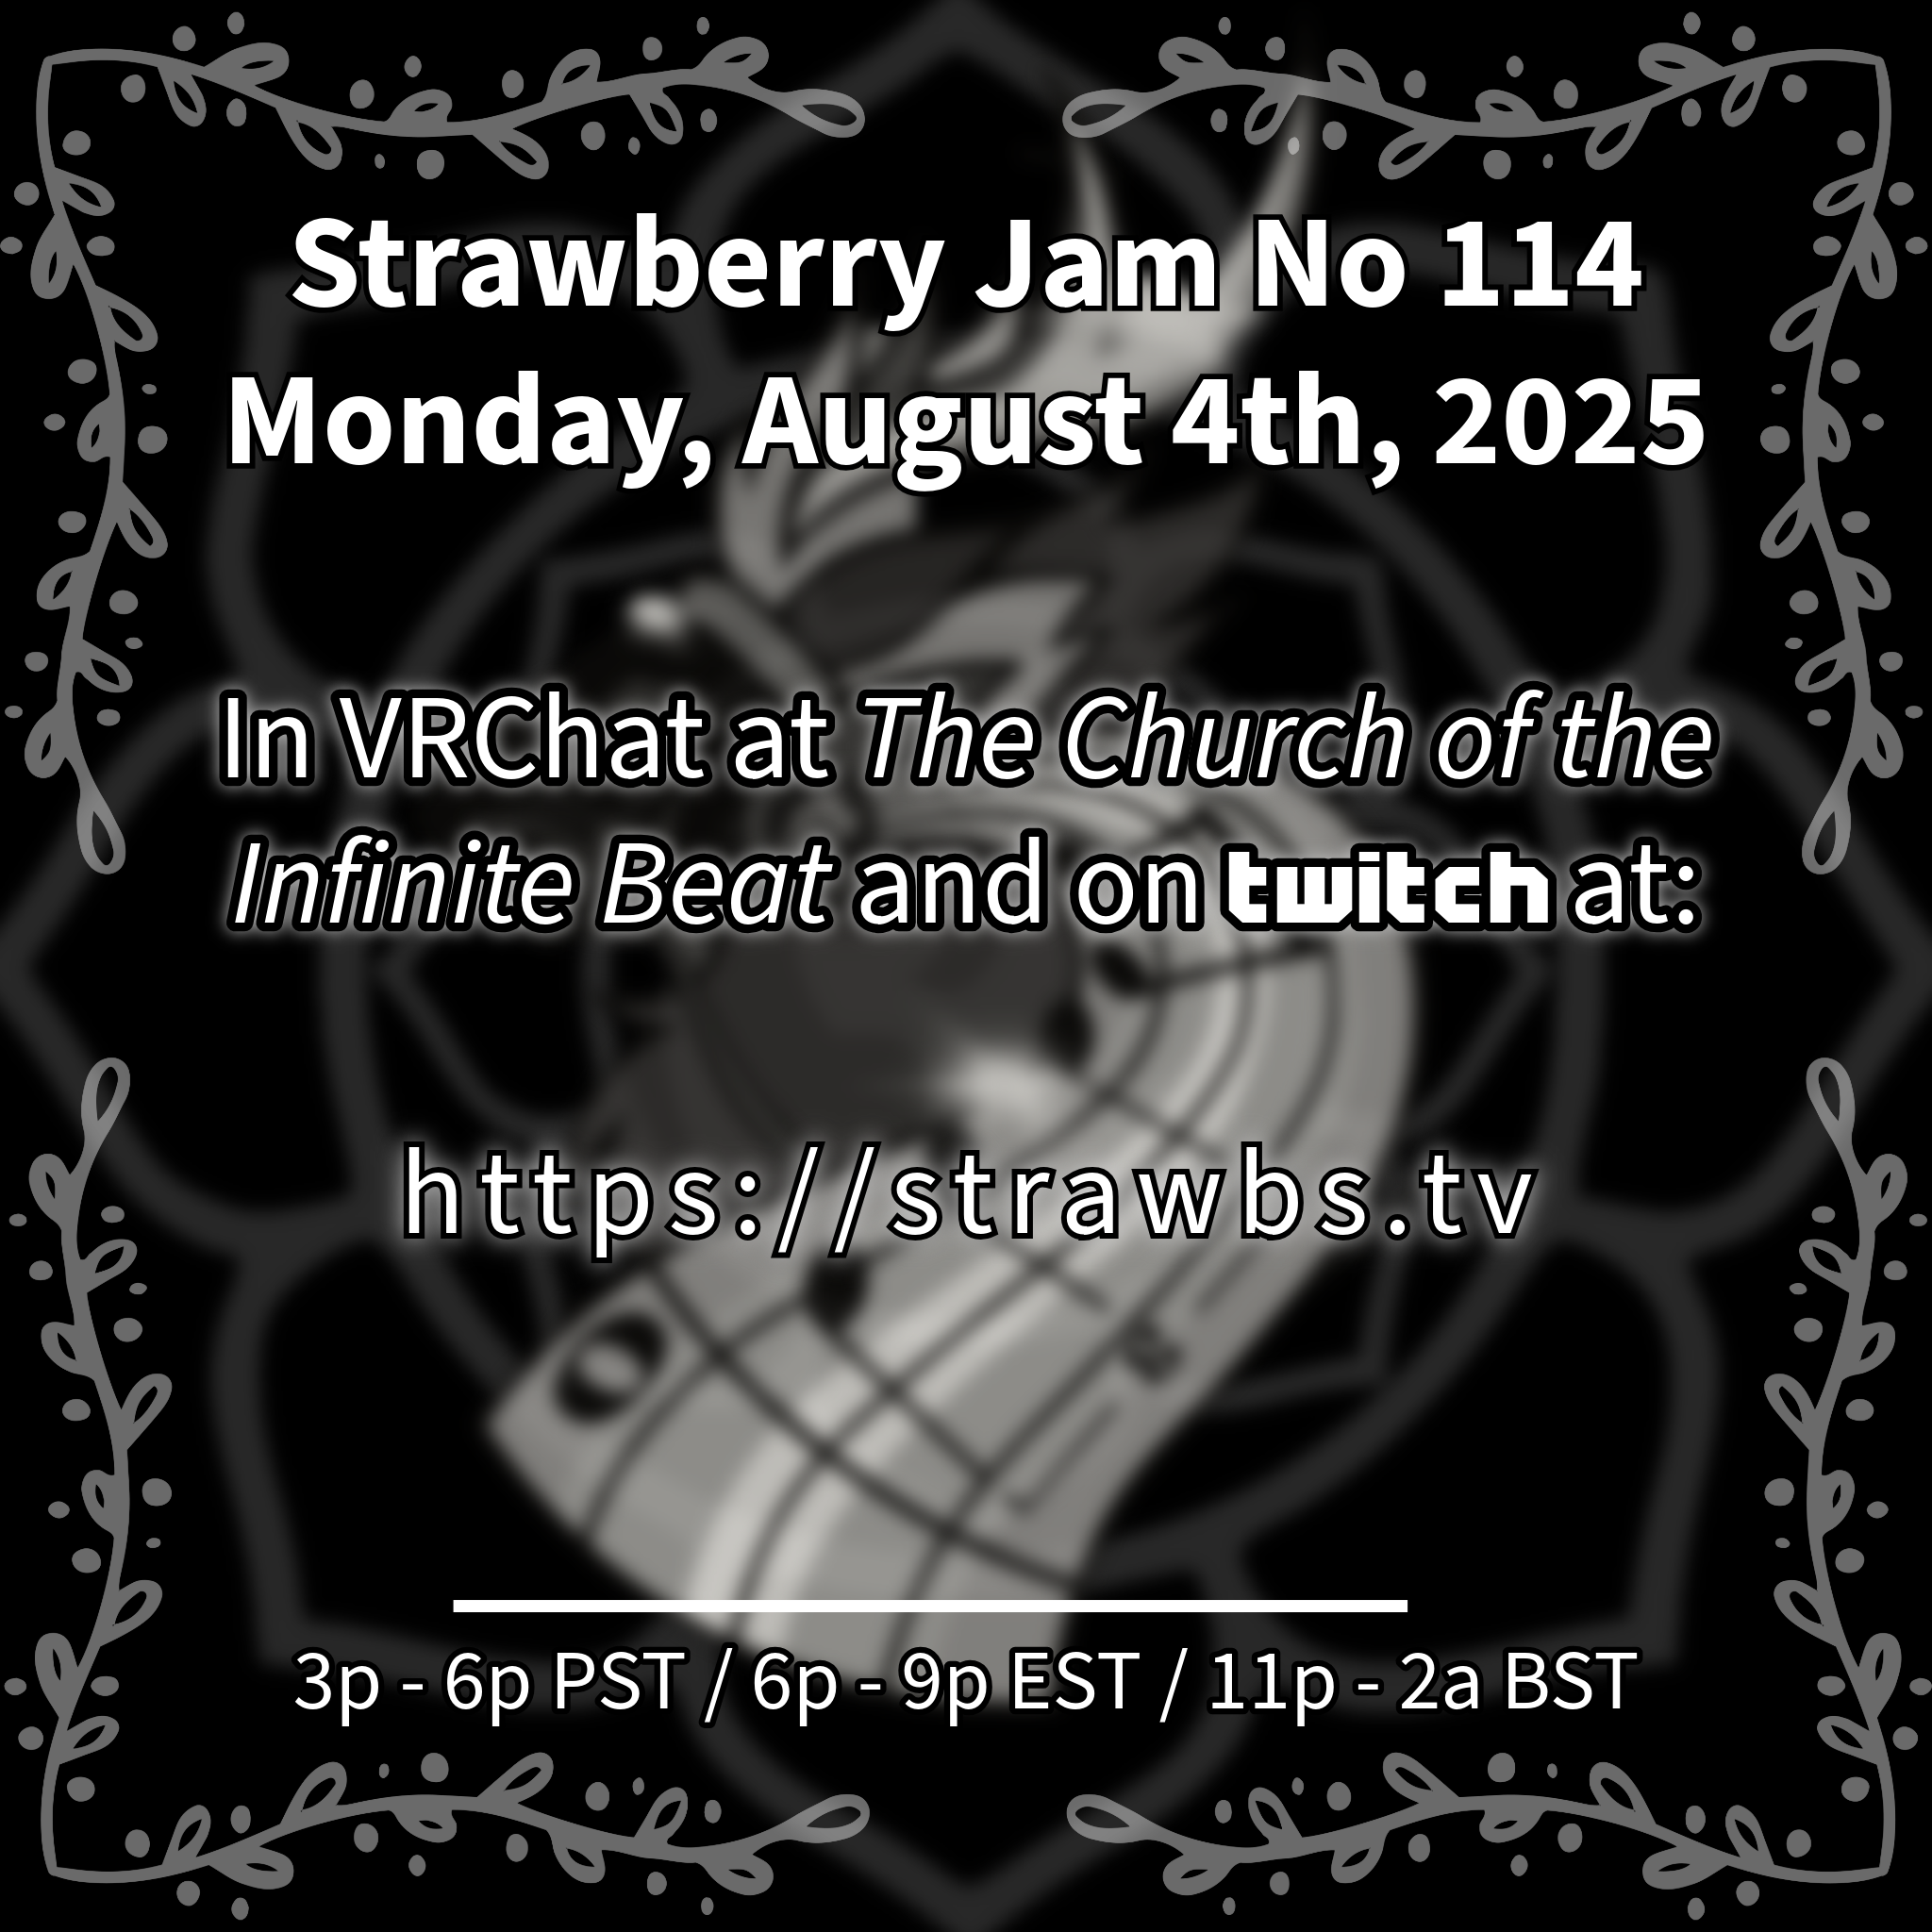 Strawberry Jam No 114
Monday, August 4th, 2025
In VRChat at The Church of the
Infinite Beat and on twitch at:
https://strawbs.tv
3p - 6p PST / 6p - 9p EST / 11p - 2a BST